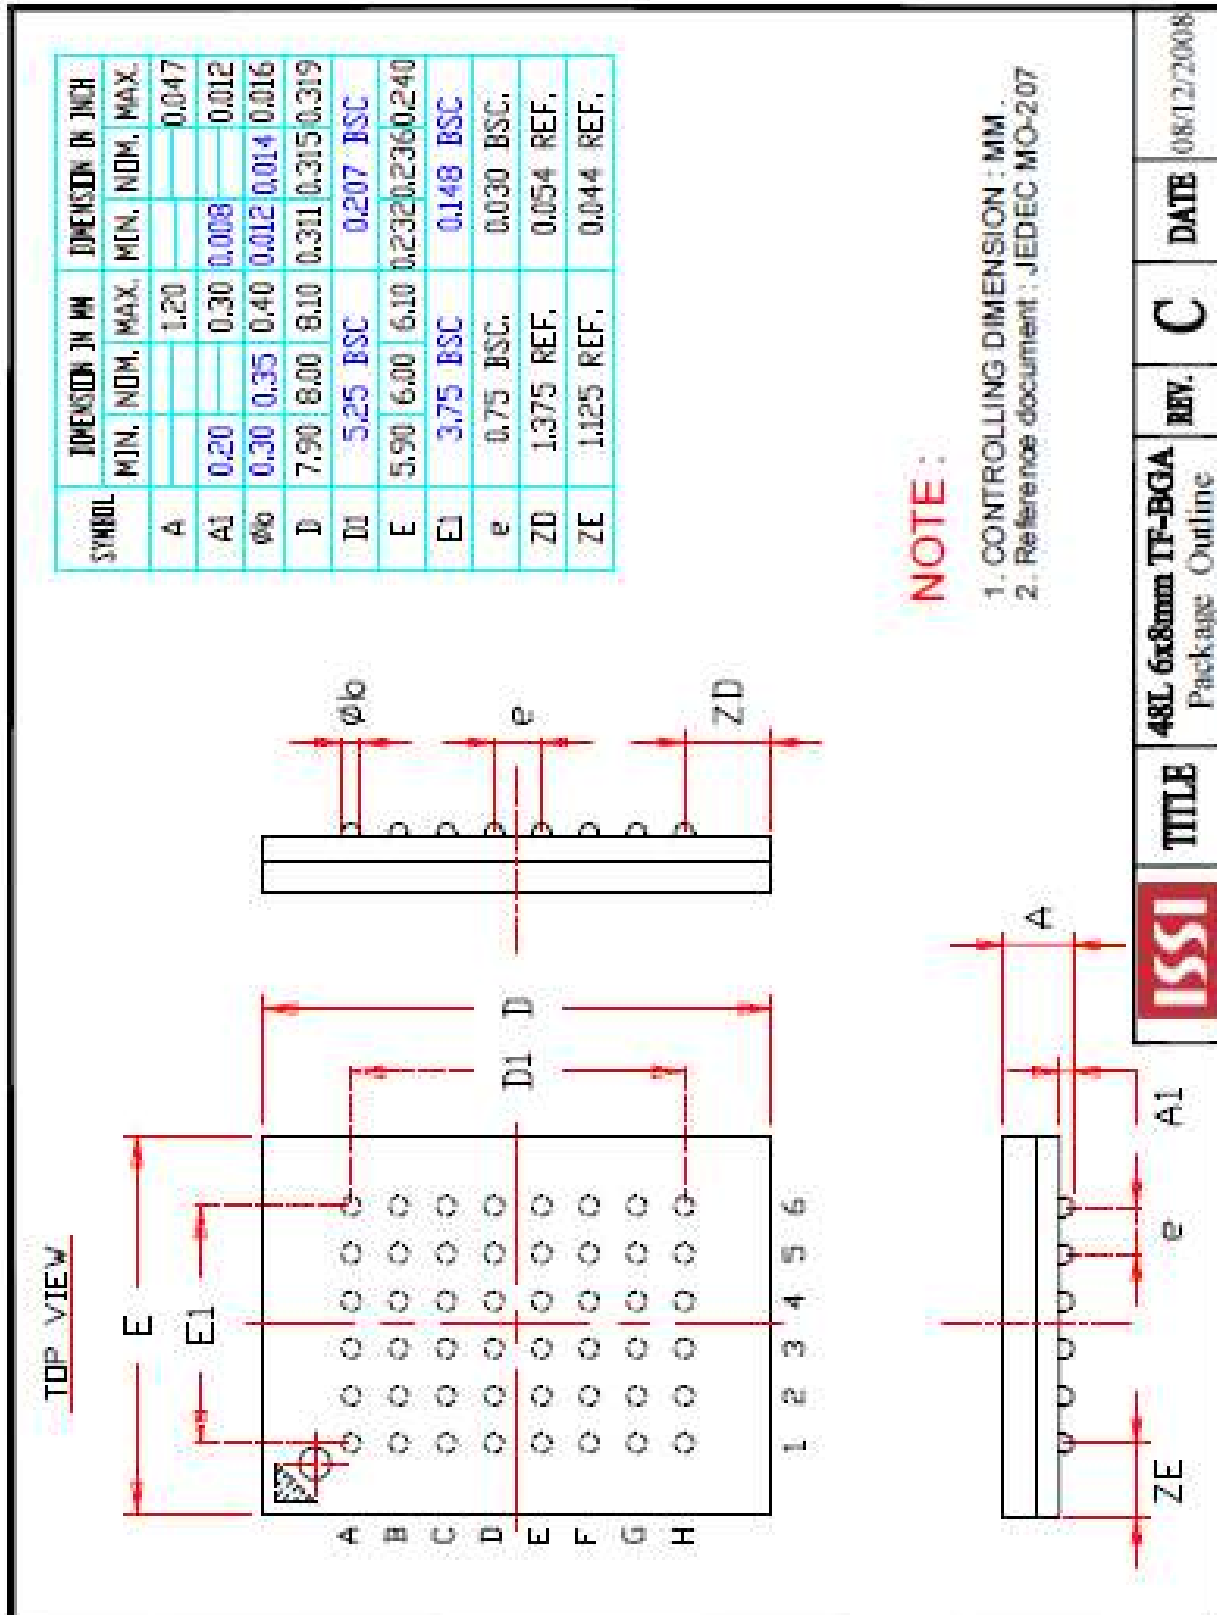 TOP VIEW
E
E1
A
B
C
D
E
F
G
H
1 2 3 4 5 6
D1 D
Øb
e
ZD
ZE
e
A1
A
SYMBOL DIMENSION IN MM DIMENSION IN INCH
MIN. NOM. MAX. MIN. NOM. MAX.
A 1.20 0.047
A1 0.20 0.30 0.008 0.012
Øb 0.30 0.35 0.40 0.012 0.014 0.016
D 7.90 8.00 8.10 0.311 0.315 0.319
D1 5.25 BSC 0.207 BSC
E 5.90 6.00 6.10 0.232 0.236 0.240
E1 3.75 BSC 0.148 BSC
e 0.75 BSC. 0.030 BSC.
ZD 1.375 REF. 0.054 REF.
ZE 1.125 REF. 0.044 REF.
NOTE :
1. CONTROLLING DIMENSION : MM.
2. Reference document : JEDEC MO-207
ISSI TITLE 48L 6x8mm TF-BGA
Package Outline
REV. C DATE 08/12/2008